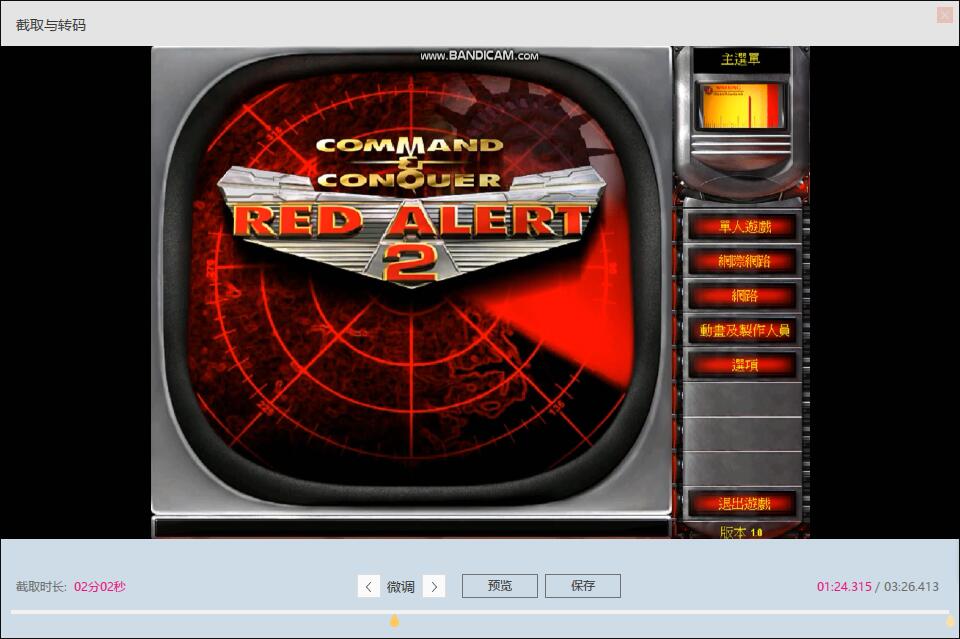 截取与转码
WWW.BANDICAM.COM
COMMAND
&
CONQUER
RED ALERT
2
主選單
WARNING
單人遊戲
網際網路
網路
動畫及製作人員
選項
退出遊戲
版本 1.0
截取时长: 02分02秒
微调
预览
保存
01:24.315 / 03:26.413